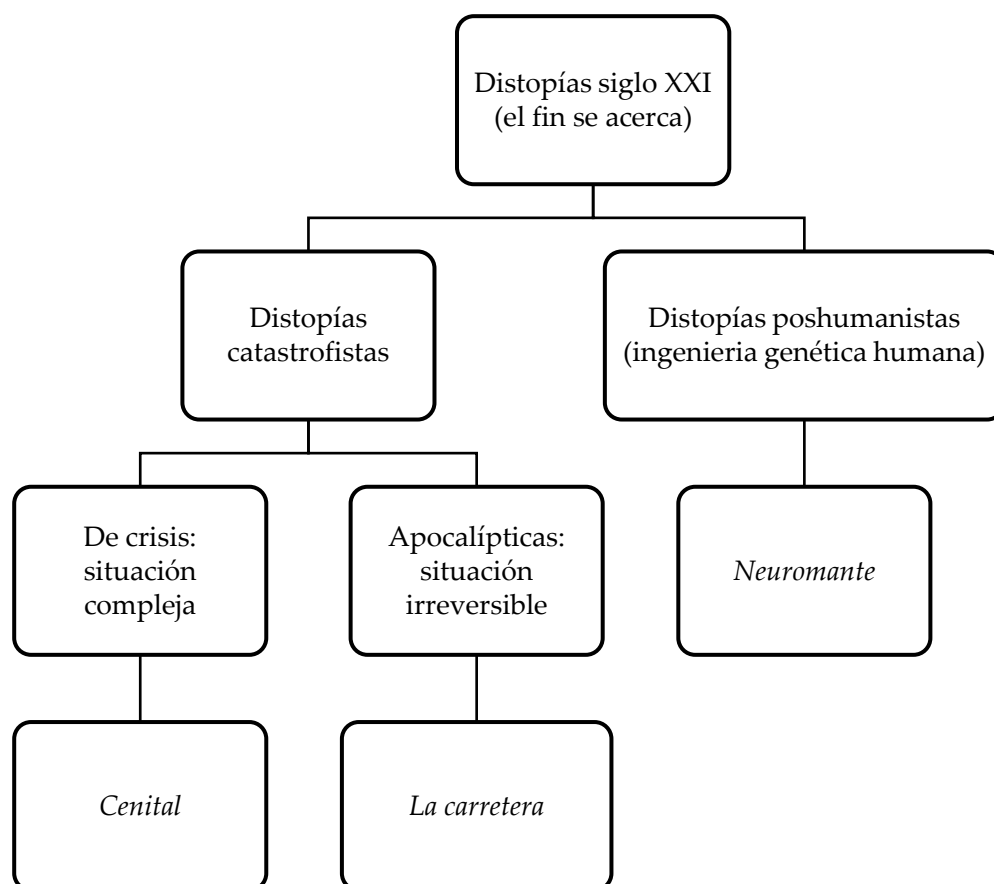 Distopías siglo XXI
(el fin se acerca)
Distopías
catastrofistas
Distopías poshumanistas
(ingenieria genética humana)
De crisis:
situación
compleja
Apocalípticas:
situación
irreversible
Neuromante
Cenital
La carretera